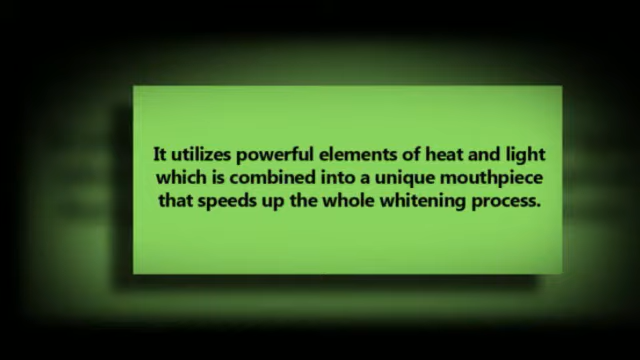 It utilizes powerful elements of heat and light
which is combined into a unique mouthpiece
that speeds up the whole whitening process.